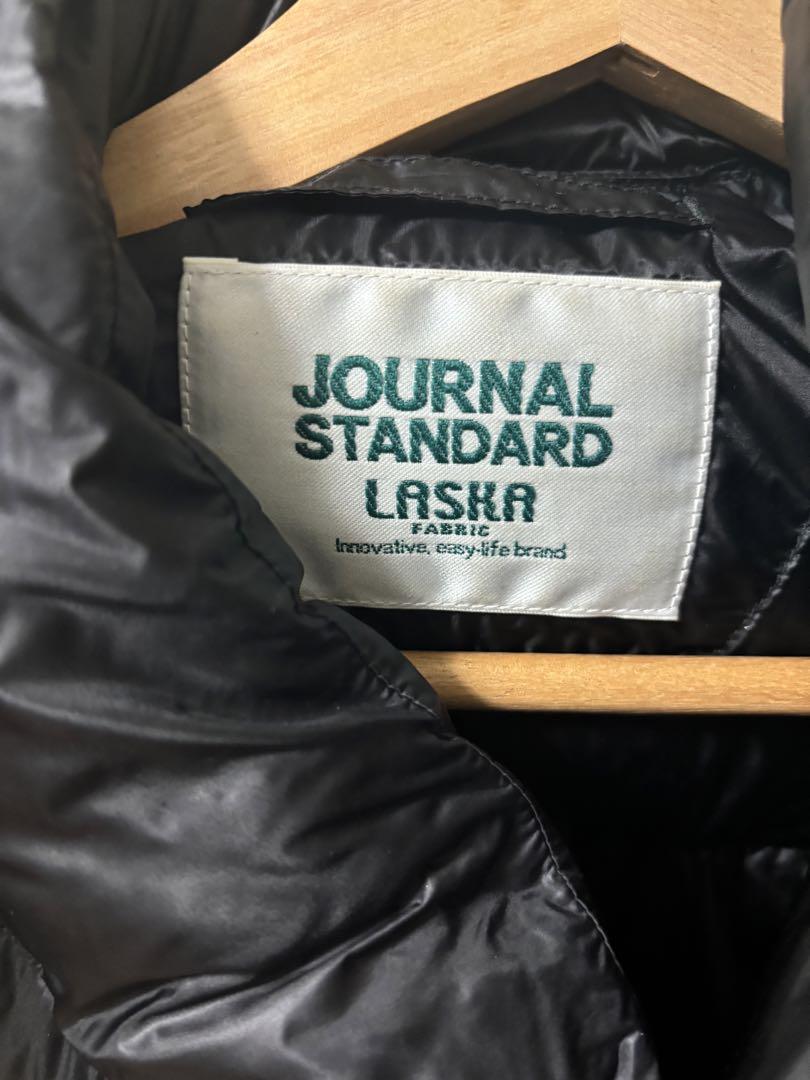 JOURNAL
STANDARD
LASKA
FABRIC
Innovative, easy-life brand